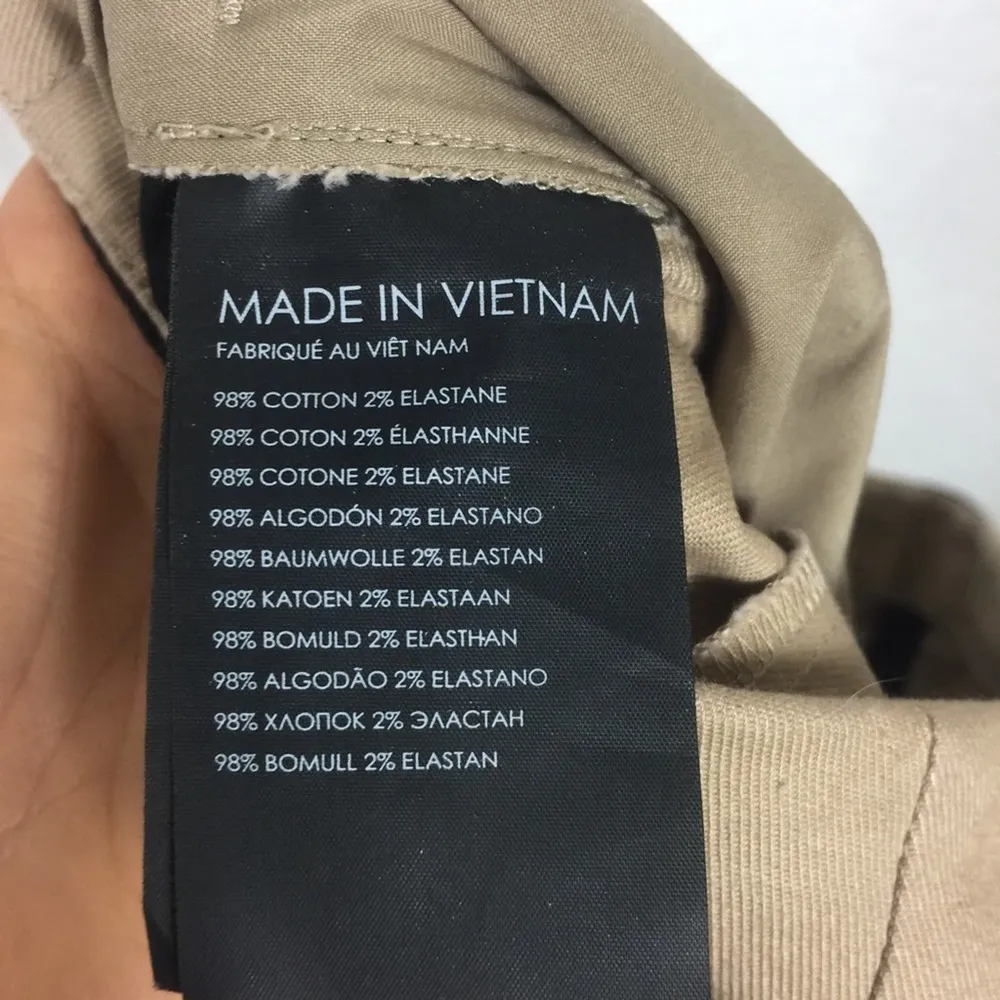 MADE IN VIETNAM
FABRIQUÉ AU VIÊT NAM
98% COTTON 2% ELASTANE
98% COTON 2% ÉLASTHANNE
98% COTONE 2% ELASTANE
98% ALGODÓN 2% ELASTANO
98% BAUMWOLLE 2% ELASTAN
98% KATOEN 2% ELASTAAN
98% BOMULD 2% ELASTHAN
98% ALGODÃO 2% ELASTANO
98% ХЛОПОК 2% ЭЛАСТАН
98% BOMULL 2% ELASTAN